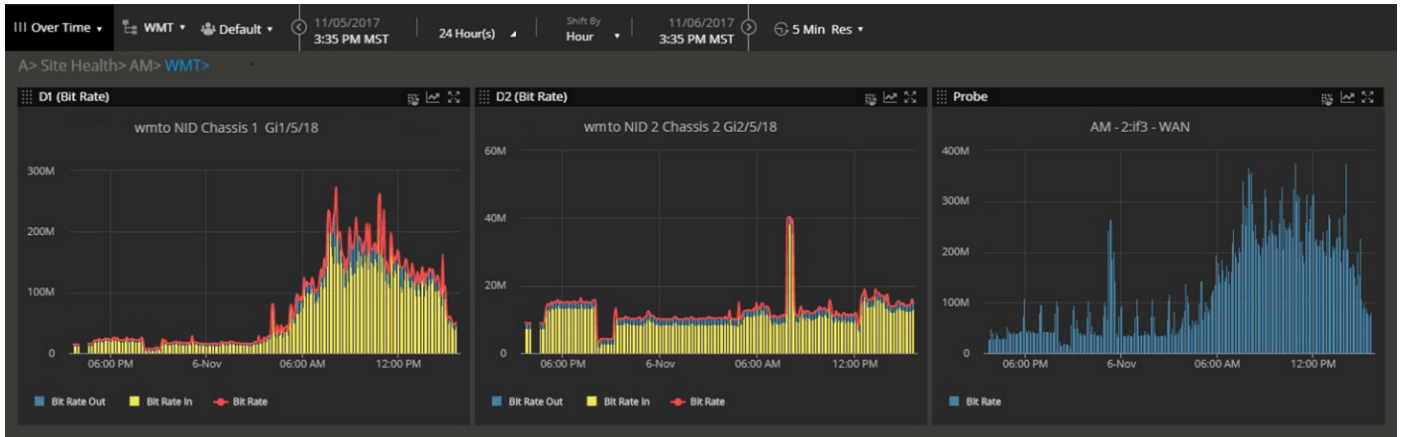 Over Time WMT Default 11/05/2017 3:35 PM MST 24 Hour(s) Shift By Hour 11/06/2017 3:35 PM MST 5 Min Res
A> Site Health> AM> WMT>
D1 (Bit Rate)
wmto NID Chassis 1 Gi1/5/18
300M
200M
100M
0
06:00 PM 6-Nov 06:00 AM 12:00 PM
Bit Rate Out Bit Rate In Bit Rate
D2 (Bit Rate)
wmto NID 2 Chassis 2 Gi2/5/18
60M
40M
20M
0
06:00 PM 6-Nov 06:00 AM 12:00 PM
Bit Rate Out Bit Rate In Bit Rate
Probe
AM - 2:if3 - WAN
400M
300M
200M
100M
0
06:00 PM 6-Nov 06:00 AM 12:00 PM
Bit Rate